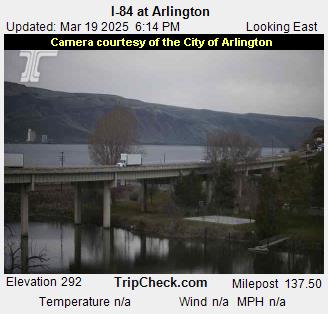 I-84 at Arlington
Updated: Mar 19 2025 6:14 PM Looking East
Camera courtesy of the City of Arlington
Elevation 292 TripCheck.com Milepost 137.50
Temperature n/a Wind n/a MPH n/a